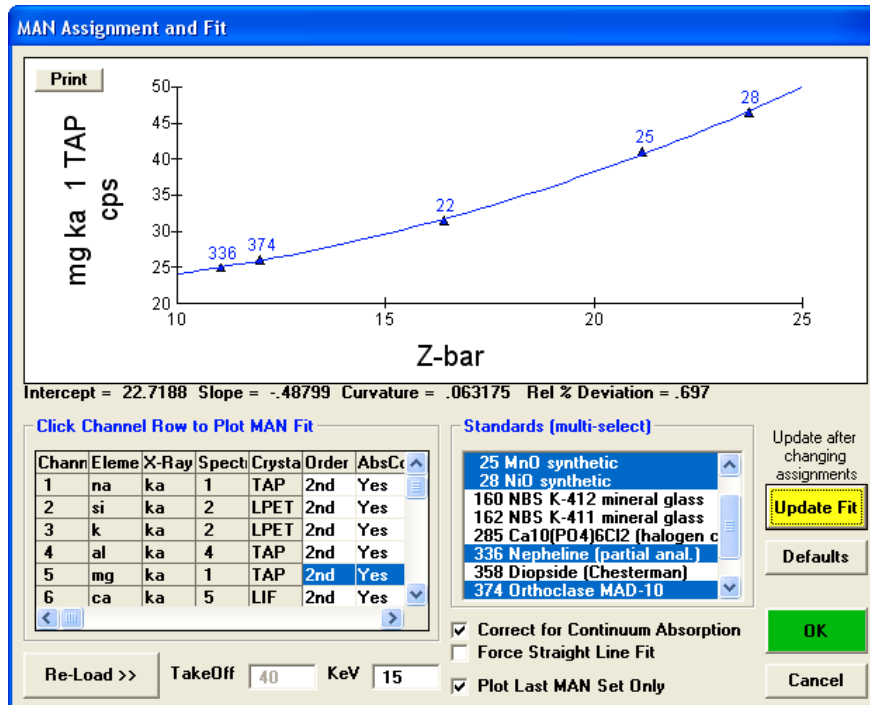 MAN Assignment and Fit
Print
mg ka 1 TAP
cps
50
45
40
35
30
25
20
336
374
22
25
28
10
15
20
25
Z-bar
Intercept = 22.7188 Slope = -.48799 Curvature = .063175 Rel % Deviation = .697
Click Channel Row to Plot MAN Fit
Chann Eleme X-Ray Spect Crysta Order AbsCo
1 na ka 1 TAP 2nd Yes
2 si ka 2 LPET 2nd Yes
3 k ka 2 LPET 2nd Yes
4 al ka 4 TAP 2nd Yes
5 mg ka 1 TAP 2nd Yes
6 ca ka 5 LIF 2nd Yes
Standards (multi-select)
25 MnO synthetic
28 NiO synthetic
160 NBS K-412 mineral glass
162 NBS K-411 mineral glass
285 Ca10(PO4)6Cl2 (halogen c
336 Nepheline (partial anal.)
358 Diopside (Chesterman)
374 Orthoclase MAD-10
Update after
changing
assignments
Update Fit
Defaults
OK
Cancel
Correct for Continuum Absorption
Force Straight Line Fit
Plot Last MAN Set Only
Re-Load >>
TakeOff 40 KeV 15